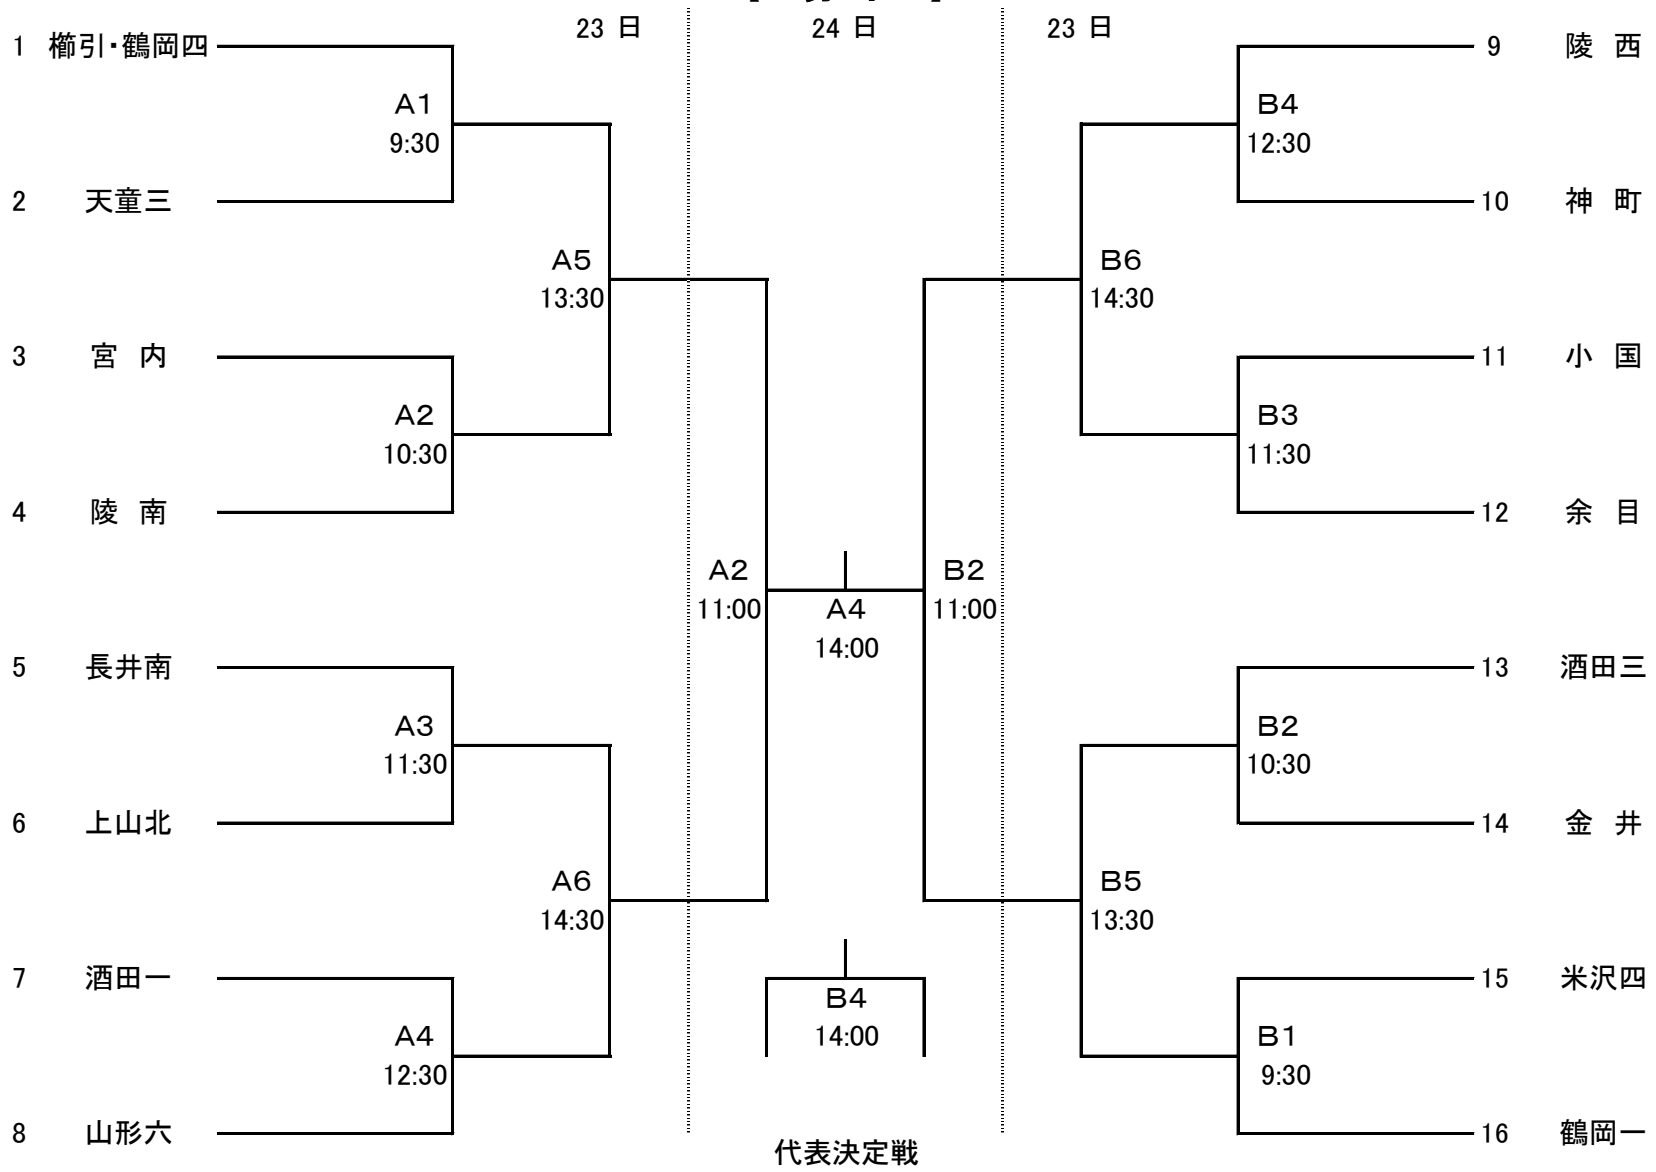 23 日 24 日 23 日
1 櫛引・鶴岡四 9 陵 西
A1 B4
9:30 12:30
2 天童三 10 神 町
A5 B6
13:30 14:30
3 宮 内 11 小 国
A2 B3
10:30 11:30
4 陵 南 12 余 目
A2 B2
11:00 A4 11:00
14:00
5 長井南 13 酒田三
A3 B2
11:30 10:30
6 上山北 14 金 井
A6 B5
14:30 13:30
7 酒田一 15 米沢四
B4
14:00
A4 B1
12:30 9:30
8 山形六 16 鶴岡一
代表決定戦